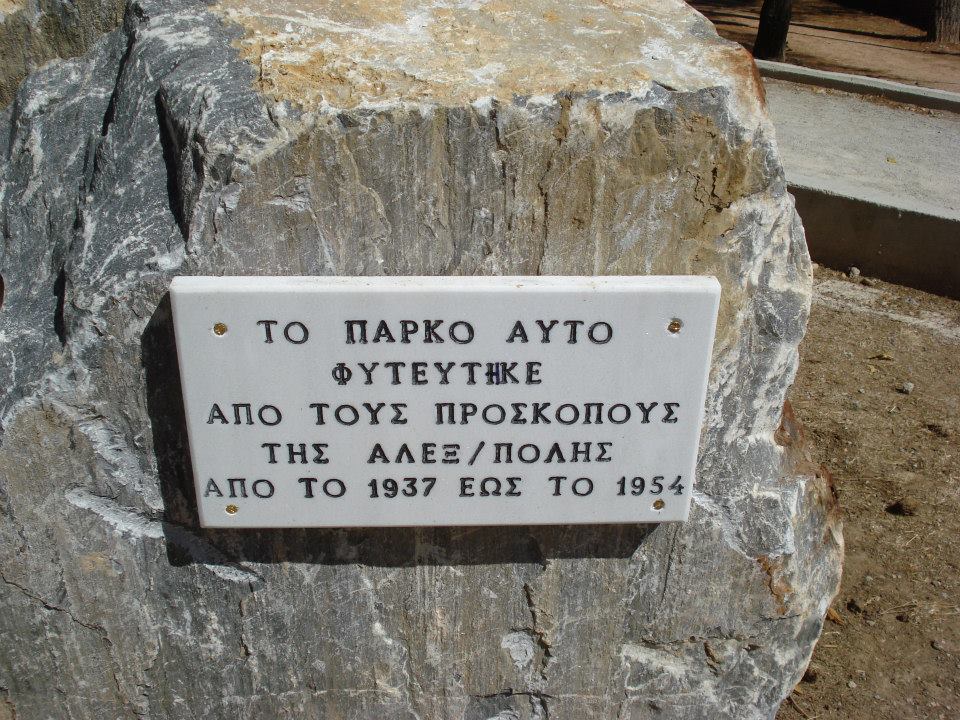 ΤΟ ΠΑΡΚΟ ΑΥΤΟ
ΦΥΤΕΥΤΗΚΕ
ΑΠΟ ΤΟΥΣ ΠΡΟΣΚΟΠΟΥΣ
ΤΗΣ ΑΛΕΞ/ΠΟΛΗΣ
ΑΠΟ ΤΟ 1937 ΕΩΣ ΤΟ 1954